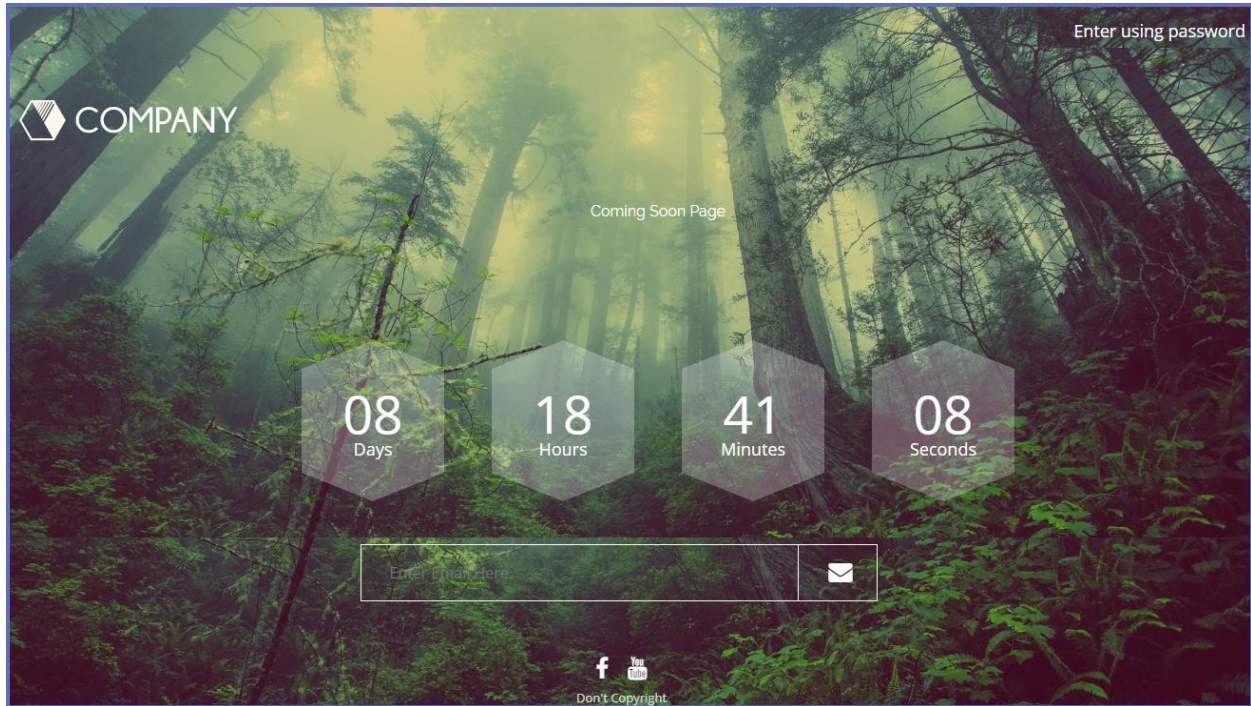 Enter using password
COMPANY
Coming Soon Page
08 18 41 08
Days Hours Minutes Seconds
Enter Email Here
You
Tube
Don't Copyright